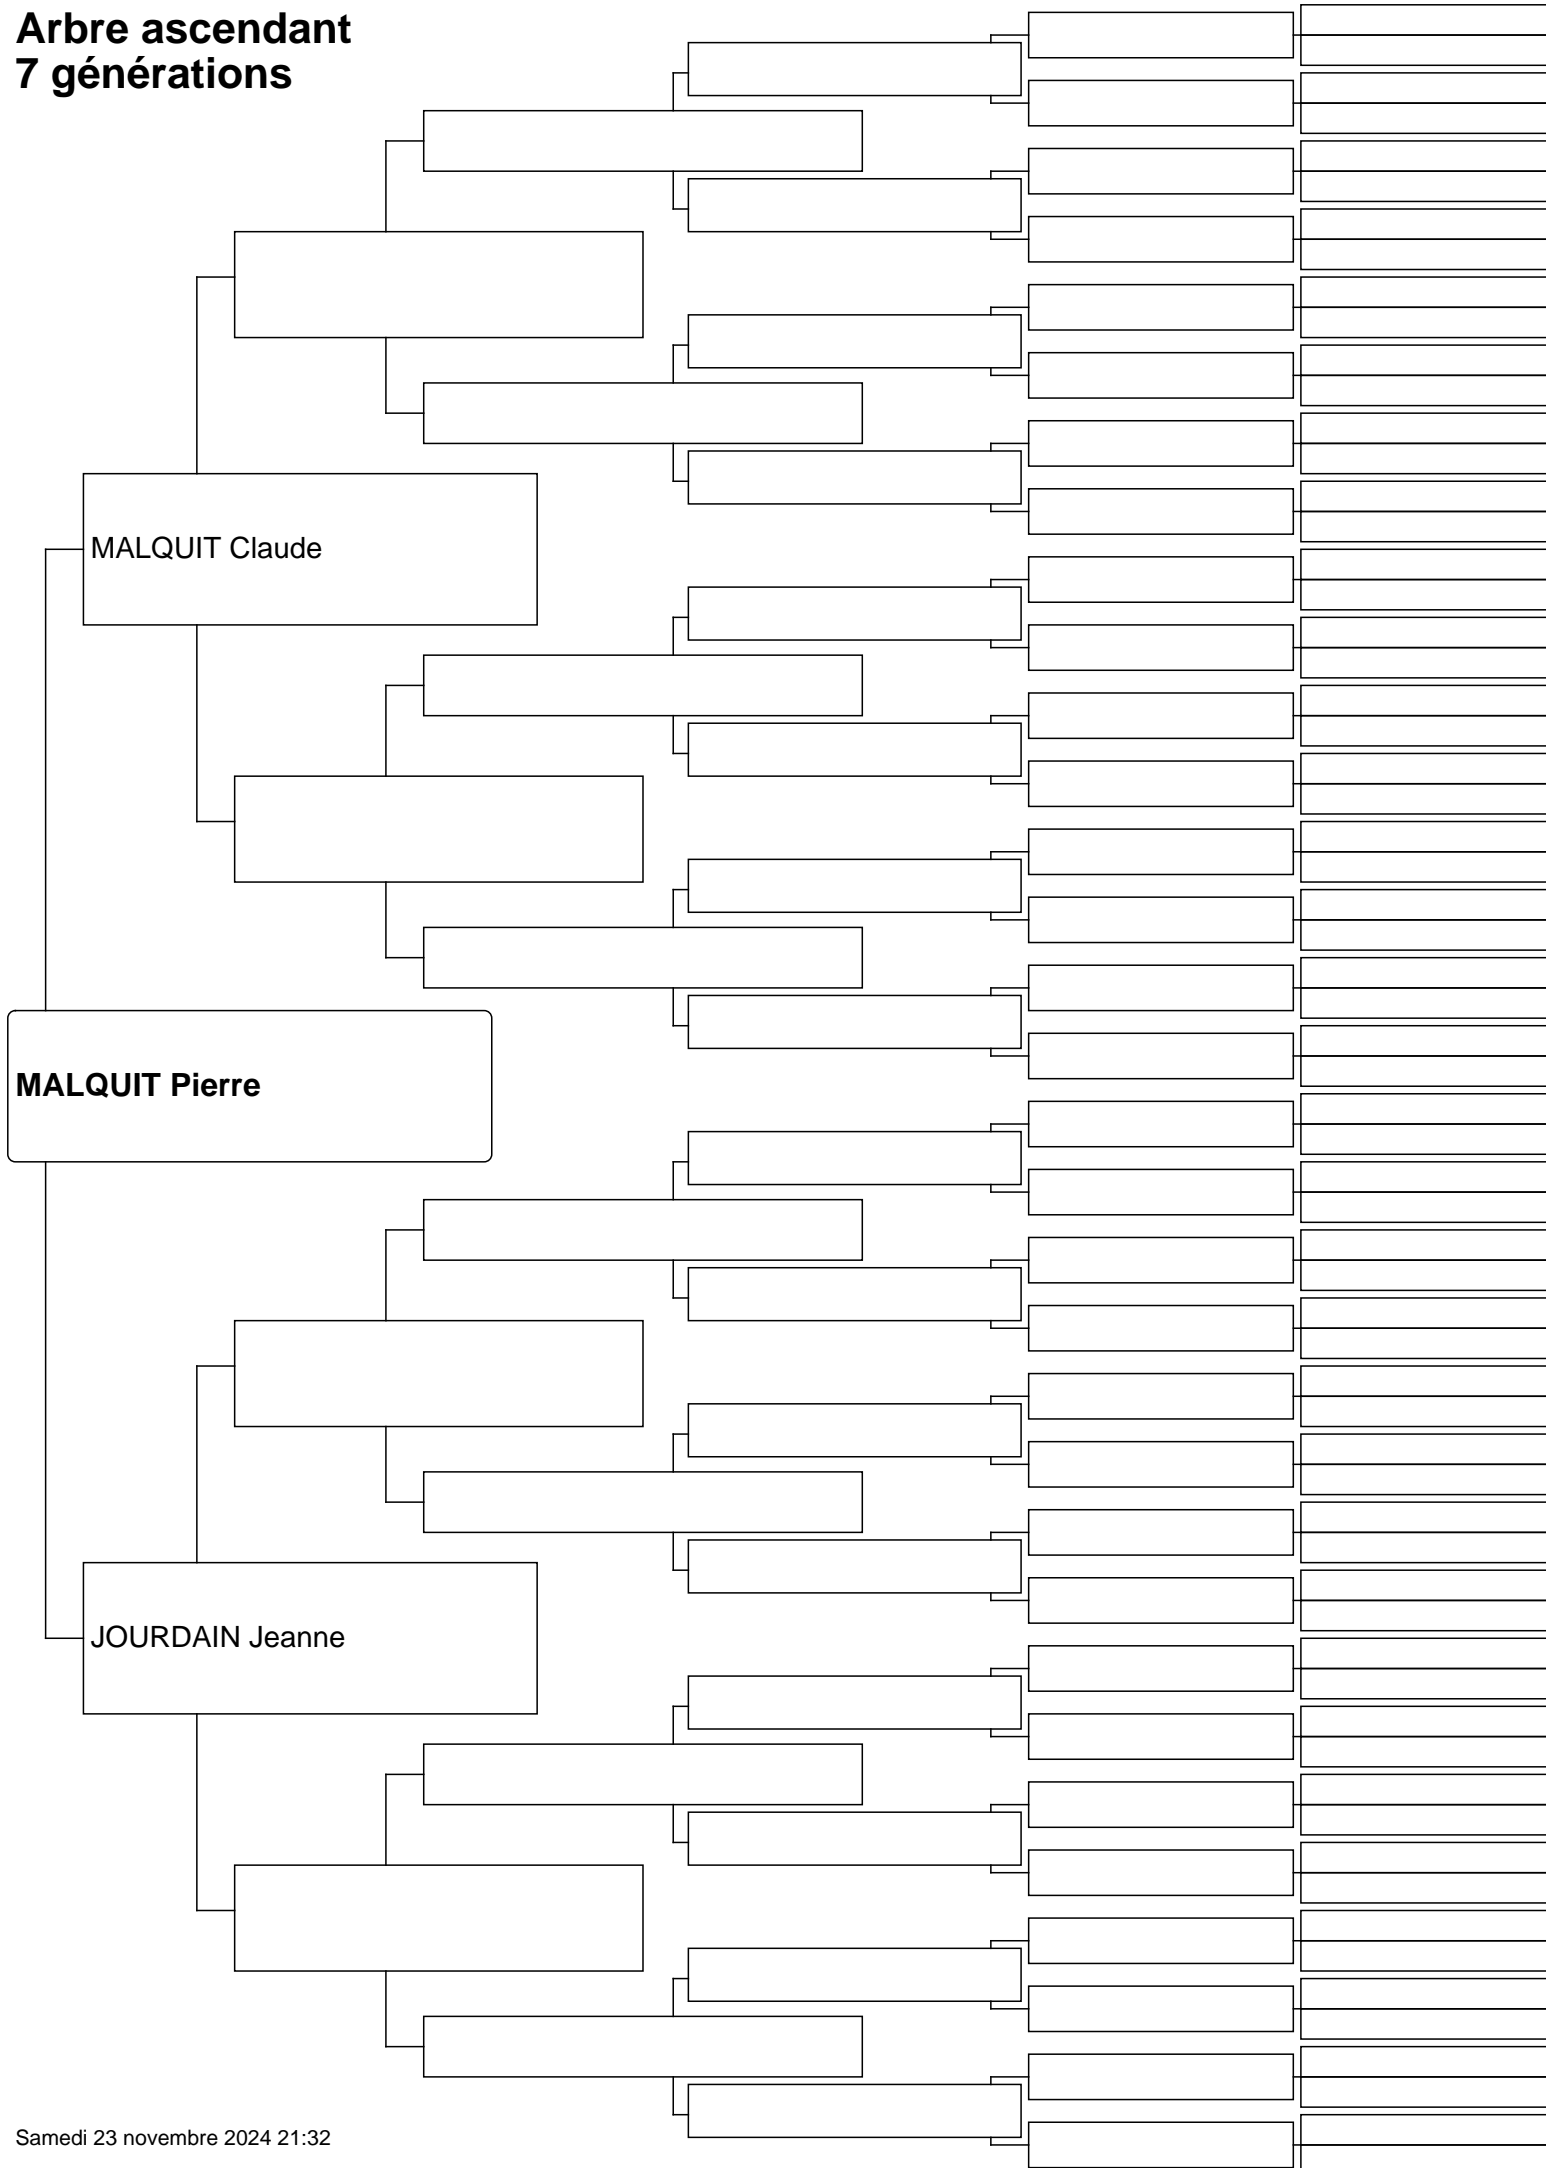 Arbre ascendant
7 générations
MALQUIT Claude
MALQUIT Pierre
JOURDAIN Jeanne
Samedi 23 novembre 2024 21:32